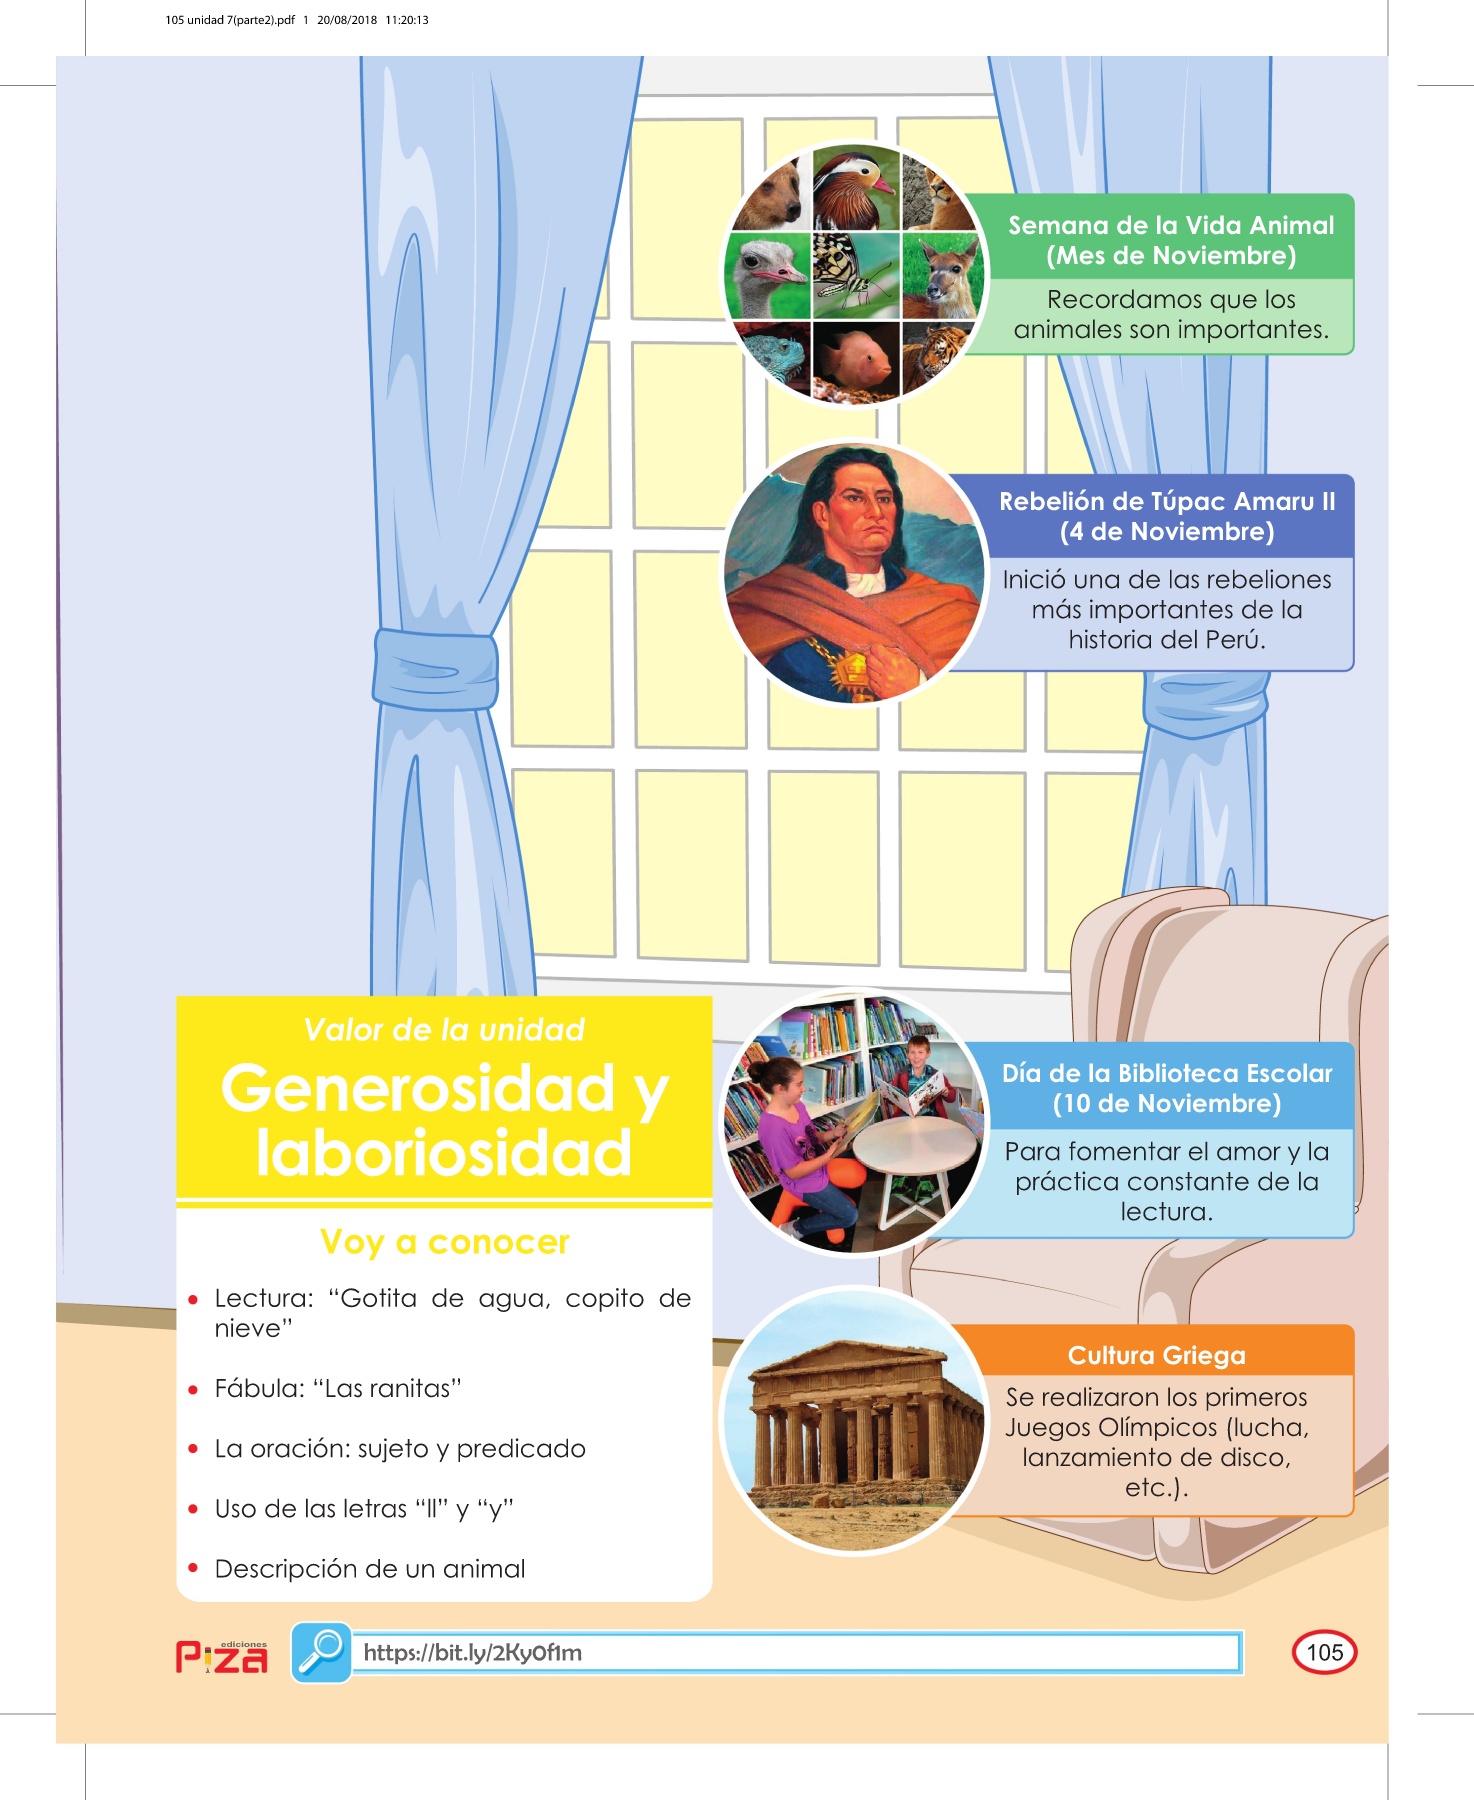 105 unidad 7(parte2).pdf 1 20/08/2018 11:20:13
Semana de la Vida Animal
(Mes de Noviembre)
Recordamos que los
animales son importantes.
Rebelión de Túpac Amaru II
(4 de Noviembre)
Inició una de las rebeliones
más importantes de la
historia del Perú.
Valor de la unidad
Generosidad y
laboriosidad
Voy a conocer
• Lectura: “Gotita de agua, copito de
nieve”
• Fábula: “Las ranitas”
• La oración: sujeto y predicado
• Uso de las letras “ll” y “y”
• Descripción de un animal
Día de la Biblioteca Escolar
(10 de Noviembre)
Para fomentar el amor y la
práctica constante de la
lectura.
Cultura Griega
Se realizaron los primeros
Juegos Olímpicos (lucha,
lanzamiento de disco,
etc.).
ediciones
Piza
https://bit.ly/2Ky0f1m
105